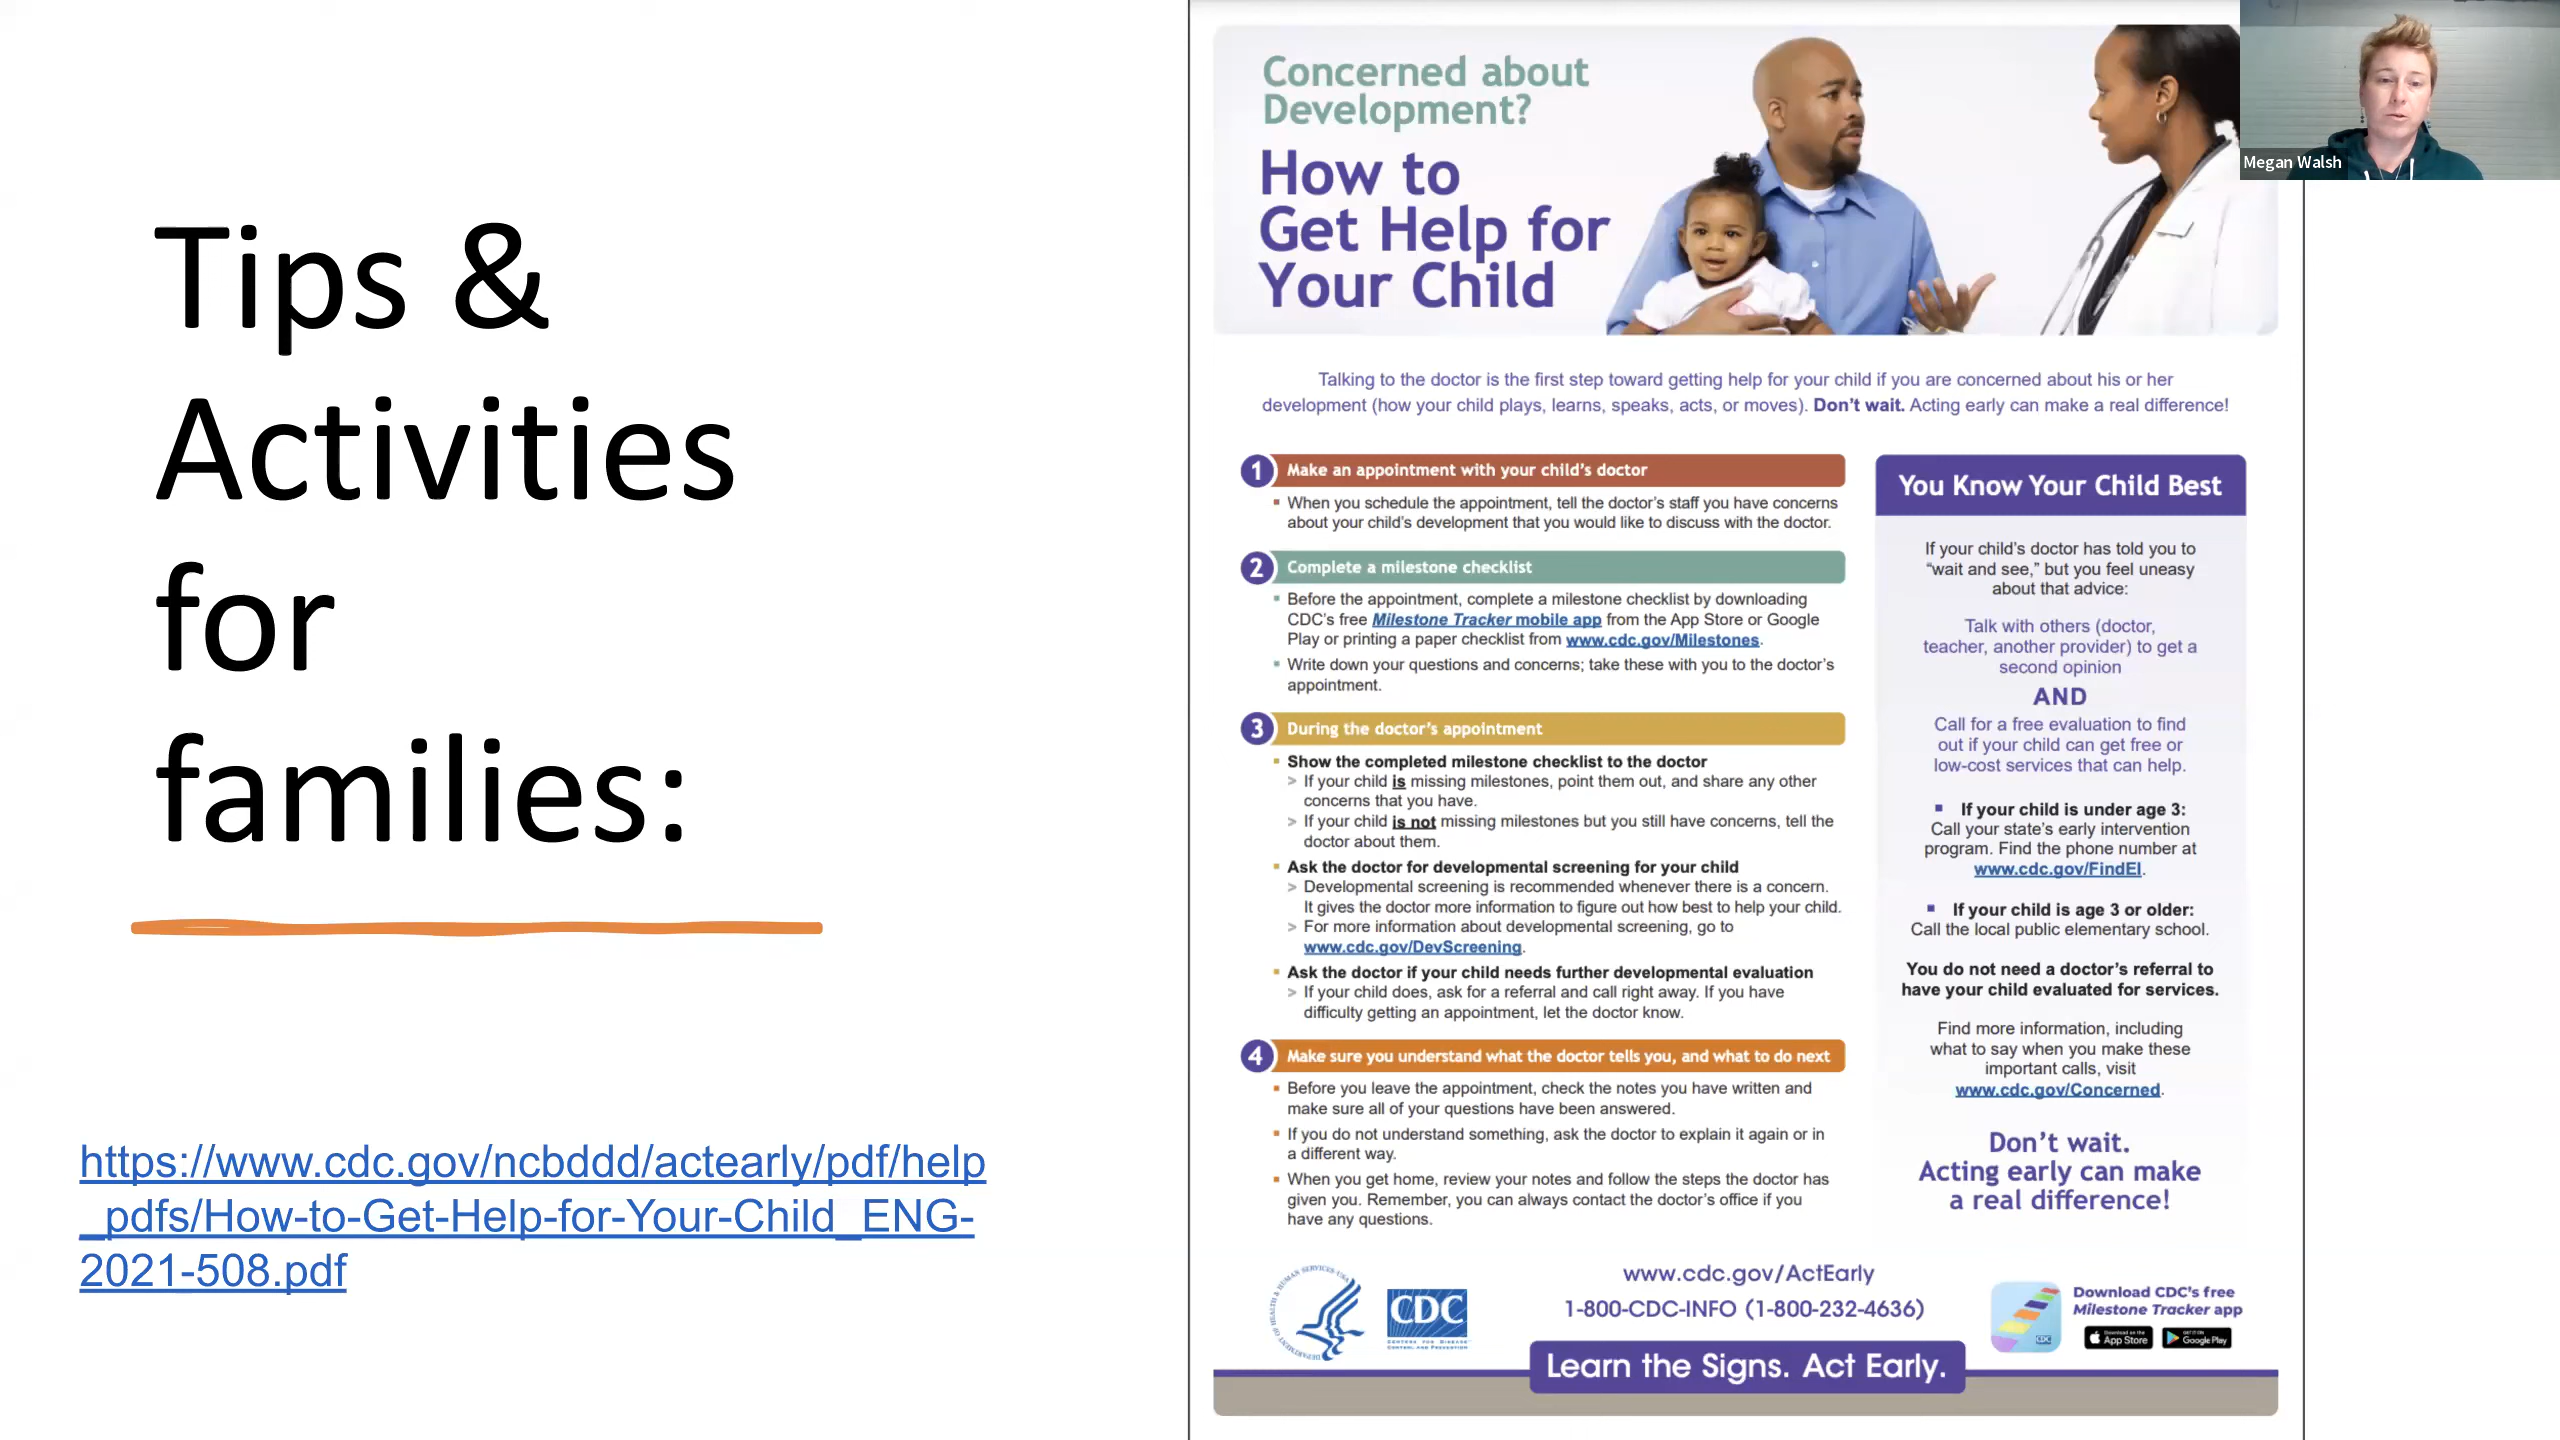 Tips &
Activities
for
families:
https://www.cdc.gov/ncbddd/actearly/pdf/help
_pdfs/How-to-Get-Help-for-Your-Child_ENG-
2021-508.pdf
Concerned about
Development?
How to
Get Help for
Your Child
Megan Walsh
Talking to the doctor is the first step toward getting help for your child if you are concerned about his or her
development (how your child plays, learns, speaks, acts, or moves). Don't wait. Acting early can make a real difference!
1 Make an appointment with your child's doctor
▪ When you schedule the appointment, tell the doctor's staff you have concerns
about your child's development that you would like to discuss with the doctor.
2 Complete a milestone checklist
▪ Before the appointment, complete a milestone checklist by downloading
CDC's free Milestone Tracker mobile app from the App Store or Google
Play or printing a paper checklist from www.cdc.gov/Milestones.
▪ Write down your questions and concerns; take these with you to the doctor's
appointment.
3 During the doctor's appointment
▪ Show the completed milestone checklist to the doctor
> If your child is missing milestones, point them out, and share any other
concerns that you have.
> If your child is not missing milestones but you still have concerns, tell the
doctor about them.
▪ Ask the doctor for developmental screening for your child
> Developmental screening is recommended whenever there is a concern.
It gives the doctor more information to figure out how best to help your child.
> For more information about developmental screening, go to
www.cdc.gov/DevScreening.
▪ Ask the doctor if your child needs further developmental evaluation
> If your child does, ask for a referral and call right away. If you have
difficulty getting an appointment, let the doctor know.
4 Make sure you understand what the doctor tells you, and what to do next
▪ Before you leave the appointment, check the notes you have written and
make sure all of your questions have been answered.
▪ If you do not understand something, ask the doctor to explain it again or in
a different way.
▪ When you get home, review your notes and follow the steps the doctor has
given you. Remember, you can always contact the doctor's office if you
have any questions.
You Know Your Child Best
If your child's doctor has told you to
"wait and see," but you feel uneasy
about that advice:
Talk with others (doctor,
teacher, another provider) to get a
second opinion
AND
Call for a free evaluation to find
out if your child can get free or
low-cost services that can help.
▪ If your child is under age 3:
Call your state's early intervention
program. Find the phone number at
www.cdc.gov/FindEI.
▪ If your child is age 3 or older:
Call the local public elementary school.
You do not need a doctor's referral to
have your child evaluated for services.
Find more information, including
what to say when you make these
important calls, visit
www.cdc.gov/Concerned.
Don't wait.
Acting early can make
a real difference!
DEPARTMENT OF HEALTH & HUMAN SERVICES·USA
CDC
CENTERS FOR DISEASE
CONTROL AND PREVENTION
www.cdc.gov/ActEarly
1-800-CDC-INFO (1-800-232-4636)
CDC
Download CDC's free
Milestone Tracker app
Download on the
App Store
GET IT ON
Google Play
Learn the Signs. Act Early.